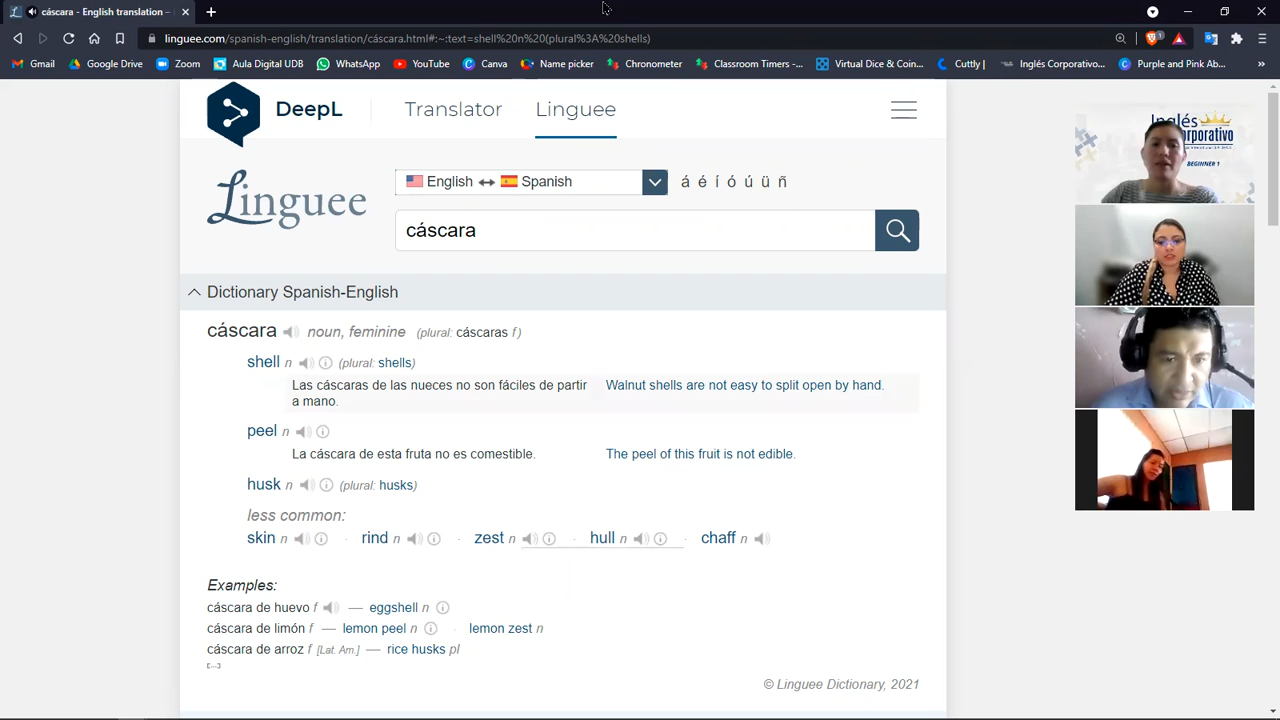 cáscara - English translation –
linguee.com/spanish-english/translation/cáscara.html#:~:text=shell%20n%20(plural%3A%20shells)
Gmail Google Drive Zoom Aula Digital UDB WhatsApp YouTube Canva Name picker Chronometer Classroom Timer -... Virtual Dice & Coin... Cuttly | Inglés Corporativo... Purple and Pink Ab... »
DeepL Translator Linguee
Linguee
English ↔ Spanish á é í ó ú ü ñ
cáscara
Dictionary Spanish-English
cáscara noun, feminine (plural: cáscaras f)
shell n (plural: shells)
Las cáscaras de las nueces no son fáciles de partir Walnut shells are not easy to split open by hand.
a mano.
peel n
La cáscara de esta fruta no es comestible. The peel of this fruit is not edible.
husk n (plural: husks)
less common:
skin n · rind n · zest n · hull n · chaff n
Examples:
cáscara de huevo f — eggshell n
cáscara de limón f — lemon peel n · lemon zest n
cáscara de arroz f [Lat. Am.] — rice husks pl
[...]
© Linguee Dictionary, 2021
Inglés
orporativo
BEGINNER 1